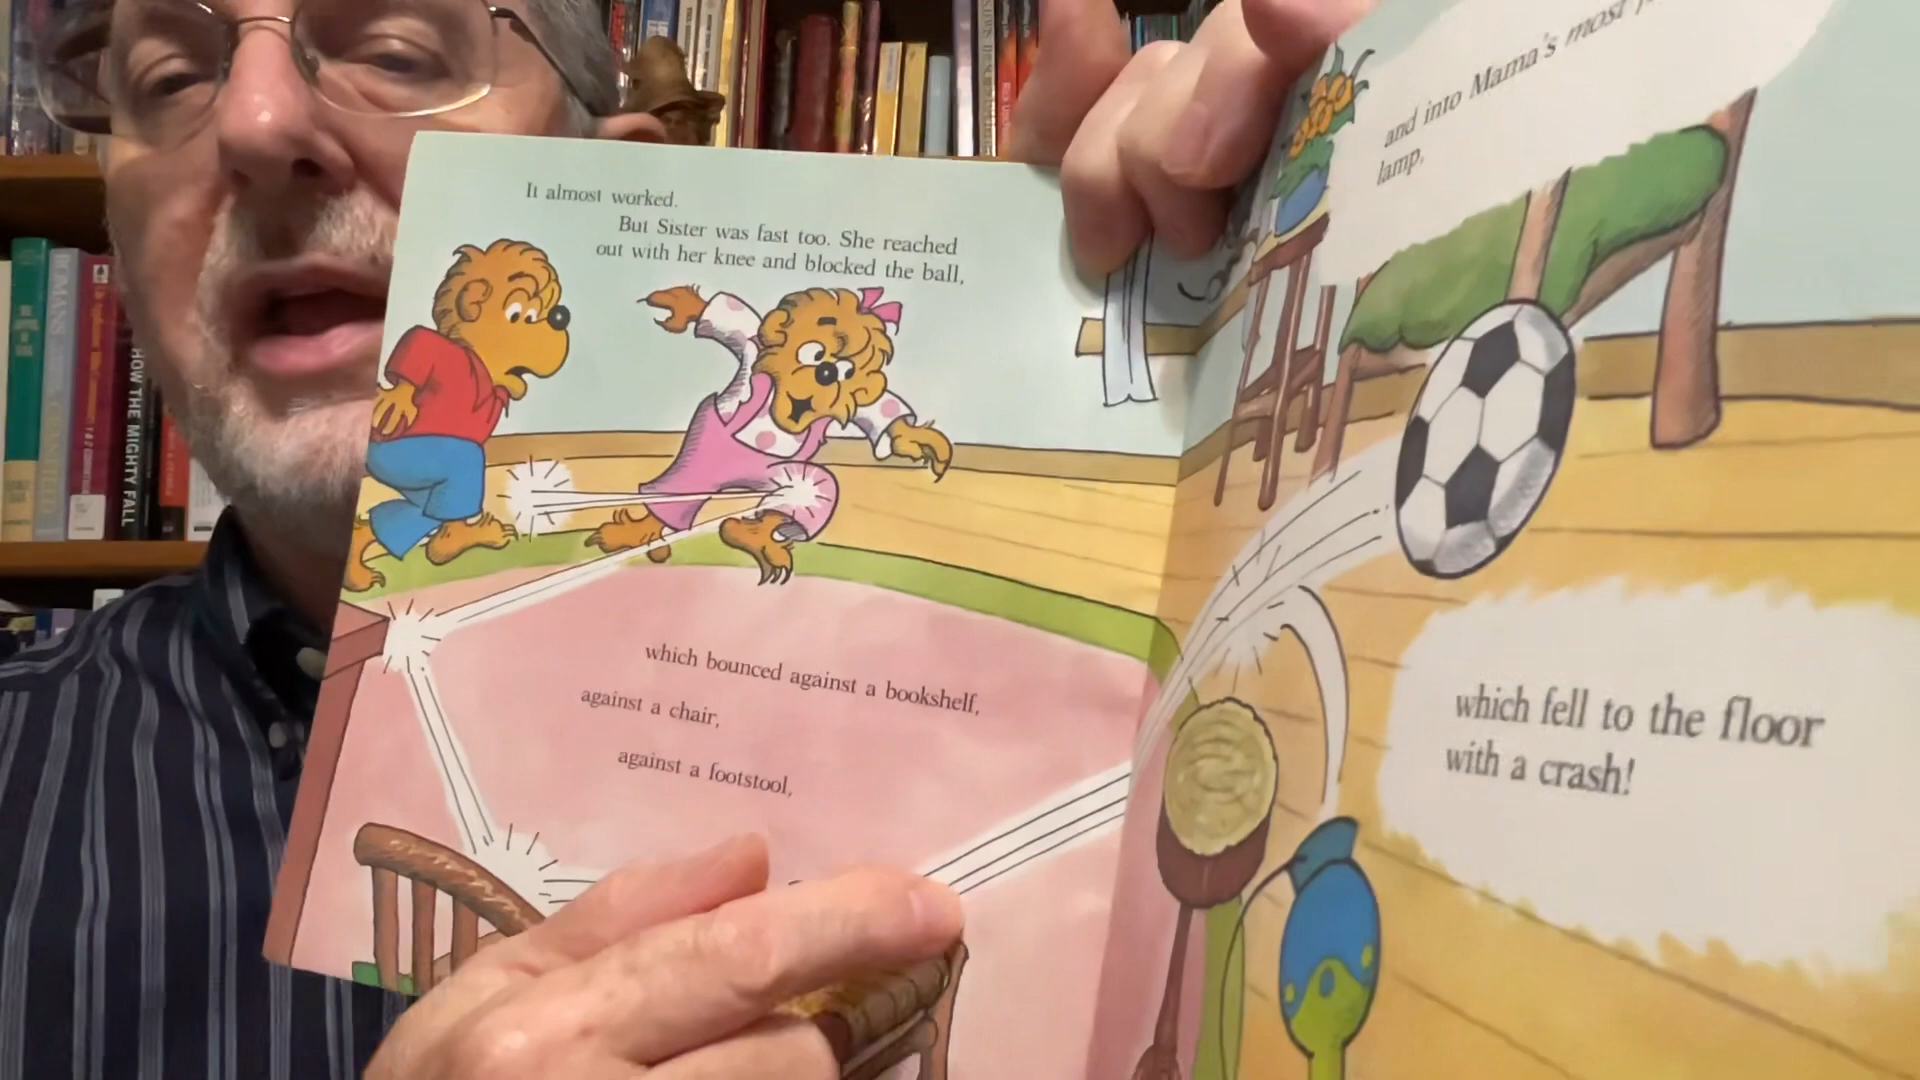 It almost worked.
But Sister was fast too. She reached
out with her knee and blocked the ball,
which bounced against a bookshelf,
against a chair,
against a footstool,
and into Mama's most
lamp,
which fell to the floor
with a crash!
HOW THE MIGHTY FALL
ROMANS